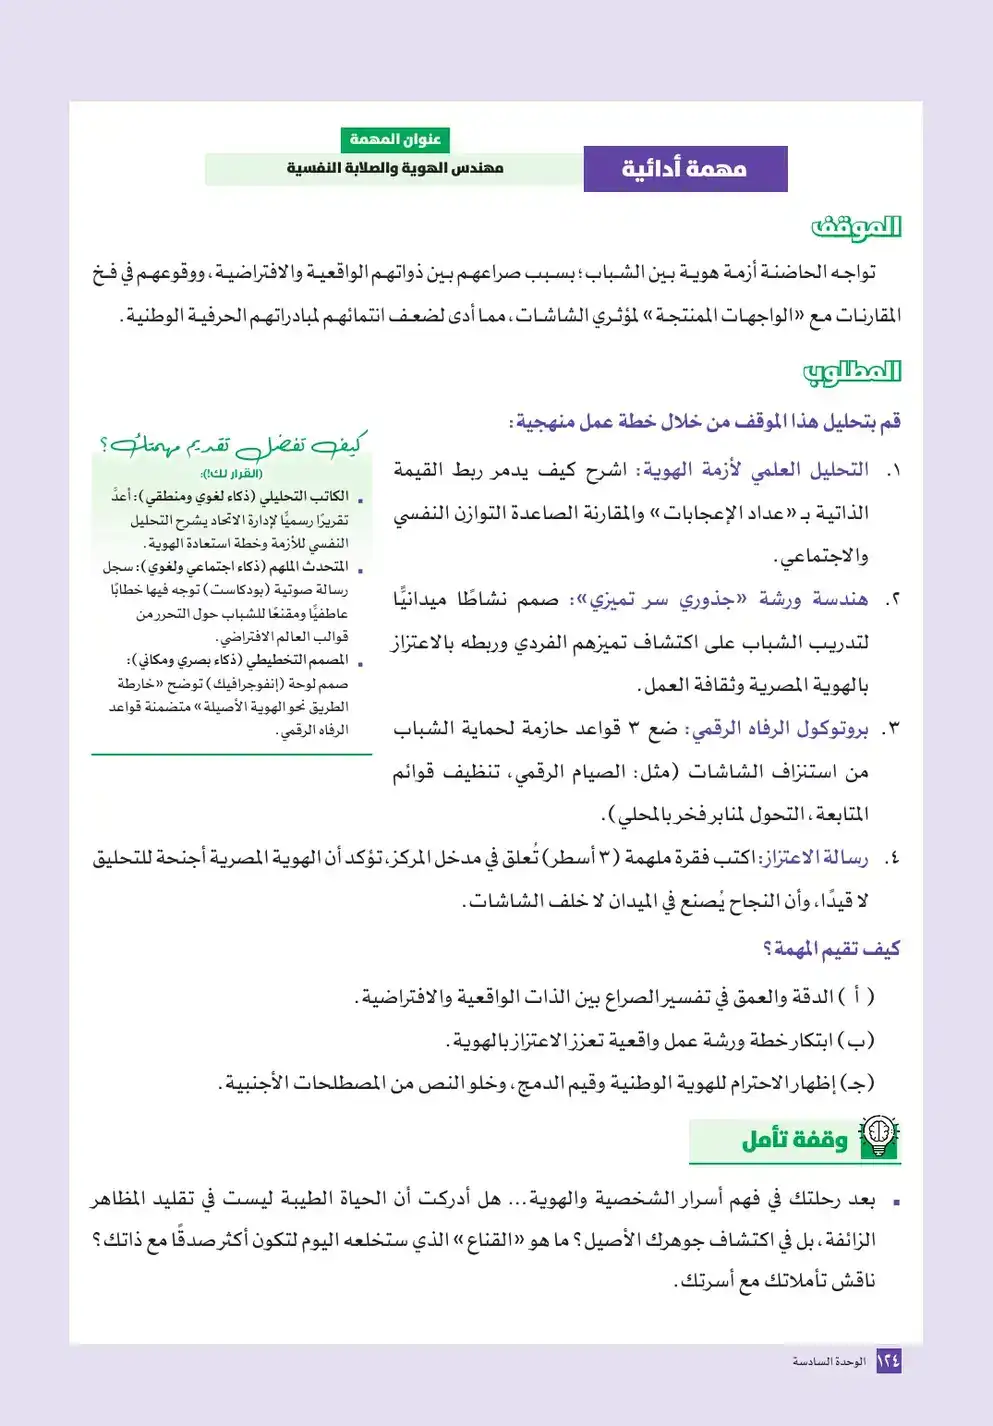 عنوان المهمة
مهمة أدائية
مهندس الهوية والصلابة النفسية
الموقف
تواجه الحاضنة أزمة هوية بين الشباب؛ بسبب صراعهم بين ذواتهم الواقعية والافتراضية، ووقوعهم في فخ
المقارنات مع «الواجهات الممنتجة» لمؤثري الشاشات، مما أدى لضعف انتمائهم لمبادراتهم الحرفية الوطنية.
المطلوب
قم بتحليل هذا الموقف من خلال خطة عمل منهجية:
١. التحليل العلمي لأزمة الهوية: اشرح كيف يدمر ربط القيمة
الذاتية بـ «عداد الإعجابات» والمقارنة الصاعدة التوازن النفسي
والاجتماعي.
٢. هندسة ورشة «جذوري سر تميزي»: صمم نشاطًا ميدانيًّا
لتدريب الشباب على اكتشاف تميزهم الفردي وربطه بالاعتزاز
بالهوية المصرية وثقافة العمل.
٣. بروتوكول الرفاه الرقمي: ضع ٣ قواعد حازمة لحماية الشباب
من استنزاف الشاشات (مثل: الصيام الرقمي، تنظيف قوائم
المتابعة، التحول لمنابر فخر بالمحلي).
٤. رسالة الاعتزاز: اكتب فقرة ملهمة (٣ أسطر) تُعلق في مدخل المركز، تؤكد أن الهوية المصرية أجنحة للتحليق
لا قيدًا، وأن النجاح يُصنع في الميدان لا خلف الشاشات.
كيف تفضل تقديم مهمتك؟
(القرار لك!):
▪ الكاتب التحليلي (ذكاء لغوي ومنطقي): أعدَّ
تقريرًا رسميًّا لإدارة الاتحاد يشرح التحليل
النفسي للأزمة وخطة استعادة الهوية.
▪ المتحدث الملهم (ذكاء اجتماعي ولغوي): سجل
رسالة صوتية (بودكاست) توجه فيها خطابًا
عاطفيًّا ومقنعًا للشباب حول التحرر من
قوالب العالم الافتراضي.
▪ المصمم التخطيطي (ذكاء بصري ومكاني):
صمم لوحة (إنفوجرافيك) توضح «خارطة
الطريق نحو الهوية الأصيلة» متضمنة قواعد
الرفاه الرقمي.
كيف تقيم المهمة؟
( أ ) الدقة والعمق في تفسير الصراع بين الذات الواقعية والافتراضية.
(ب) ابتكار خطة ورشة عمل واقعية تعزز الاعتزاز بالهوية.
(جـ) إظهار الاحترام للهوية الوطنية وقيم الدمج، وخلو النص من المصطلحات الأجنبية.
وقفة تأمل
▪ بعد رحلتك في فهم أسرار الشخصية والهوية... هل أدركت أن الحياة الطيبة ليست في تقليد المظاهر
الزائفة، بل في اكتشاف جوهرك الأصيل؟ ما هو «القناع» الذي ستخلعه اليوم لتكون أكثر صدقًا مع ذاتك؟
ناقش تأملاتك مع أسرتك.
١٢٤ الوحدة السادسة